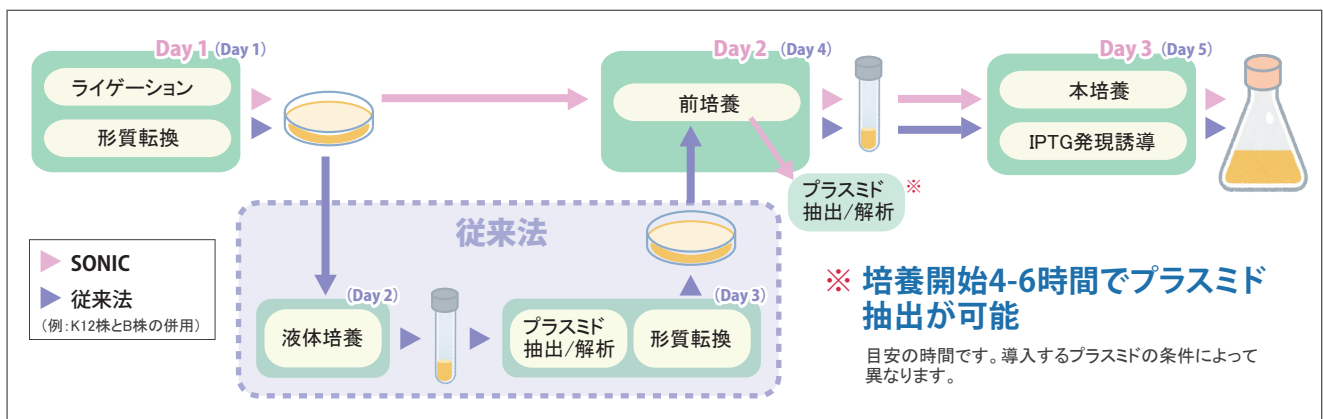 Day 1 (Day 1)
ライゲーション
形質転換
Day 2 (Day 4)
前培養
プラスミド
抽出/解析
※
Day 3 (Day 5)
本培養
IPTG発現誘導
従来法
(Day 2)
液体培養
(Day 3)
プラスミド
抽出/解析
形質転換
SONIC
従来法
(例:K12株とB株の併用)
※ 培養開始4-6時間でプラスミド
抽出が可能
目安の時間です。導入するプラスミドの条件によって
異なります。